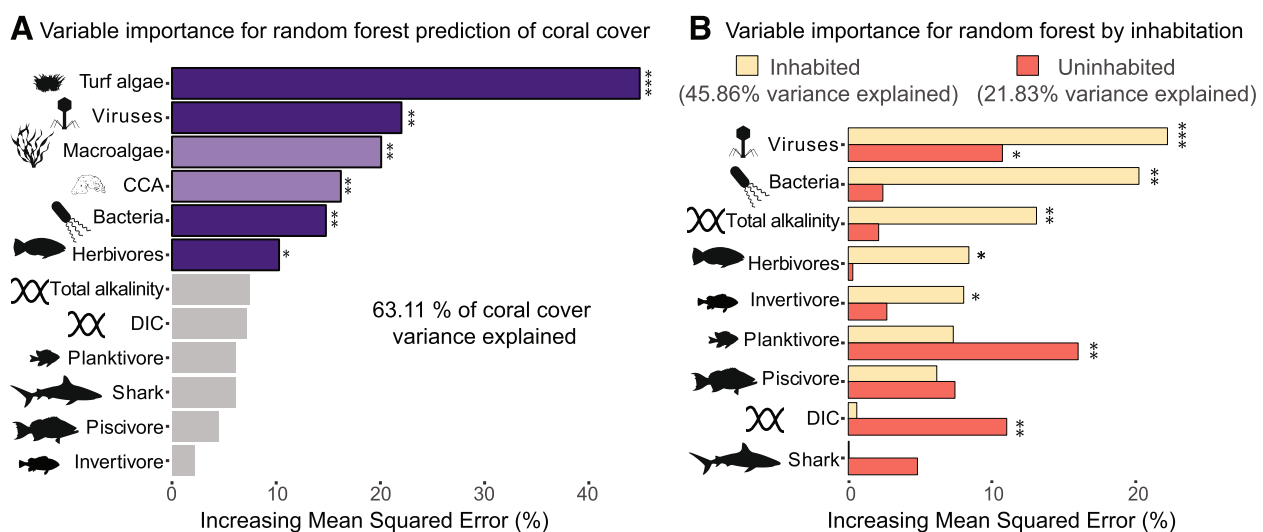 A Variable importance for random forest prediction of coral cover
Turf algae
***
Viruses
**
Macroalgae
**
CCA
**
Bacteria
**
Herbivores
*
Total alkalinity
DIC
Planktivore
Shark
Piscivore
Invertivore
63.11 % of coral cover
variance explained
0 10 20 30 40
Increasing Mean Squared Error (%)
B Variable importance for random forest by inhabitation
Inhabited Uninhabited
(45.86% variance explained) (21.83% variance explained)
Viruses
***
*
Bacteria
**
Total alkalinity
**
Herbivores
*
Invertivore
*
Planktivore
**
Piscivore
DIC
**
Shark
0 10 20
Increasing Mean Squared Error (%)